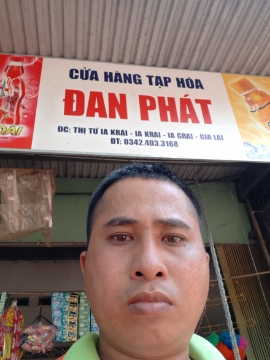 CỬA HÀNG TẠP HÓA
ĐAN PHÁT
ĐC: THỊ TỨ IA KRÁI - IA KRAI - IA GRAI - GIA LAI
ĐT: 0342.403.3168